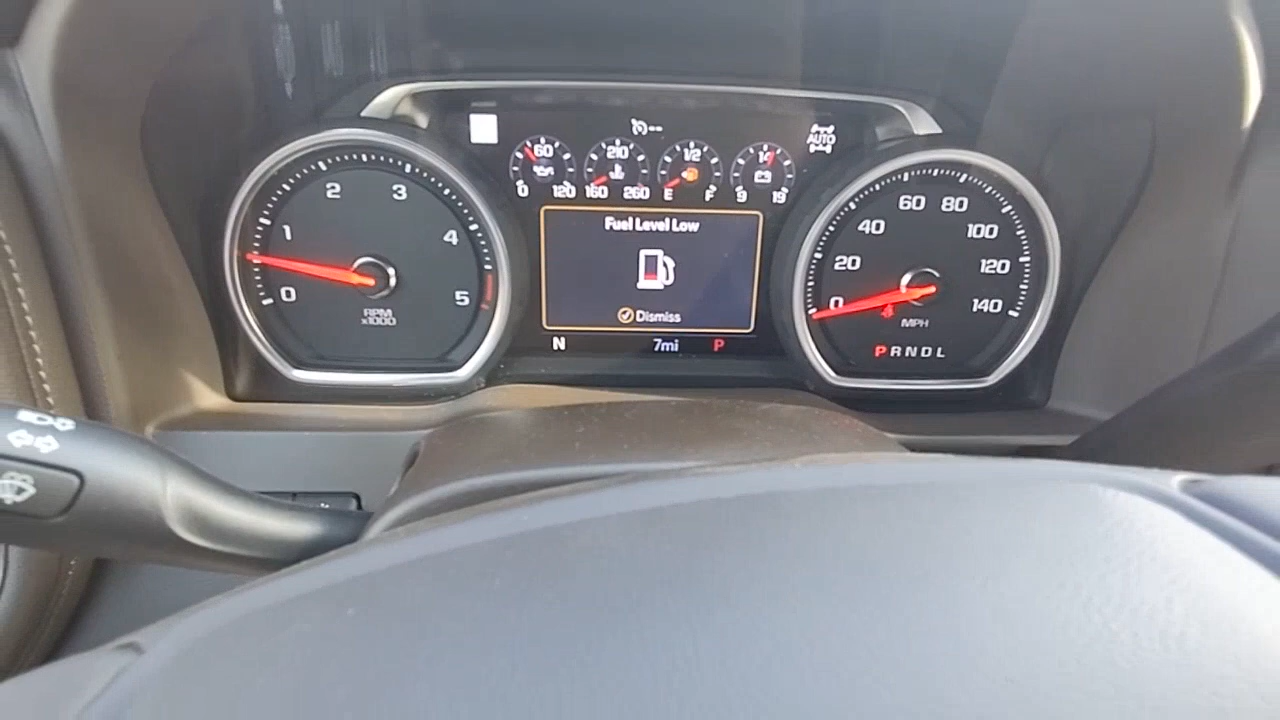 AUTO
60
0 120
210
160 260
1/2
E F
14
9 19
0 1 2 3 4 5
RPM
x1000
Fuel Level Low
Dismiss
N 7mi P
0 20 40 60 80 100 120 140
MPH
PRNDL